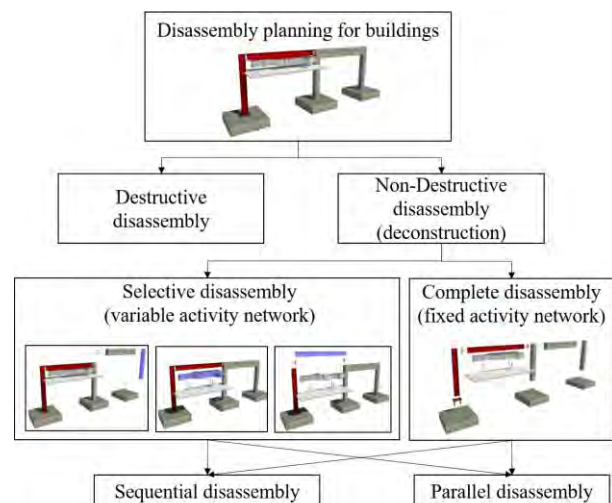 Disassembly planning for buildings
Destructive
disassembly
Non-Destructive
disassembly
(deconstruction)
Selective disassembly
(variable activity network)
Complete disassembly
(fixed activity network)
Sequential disassembly
Parallel disassembly